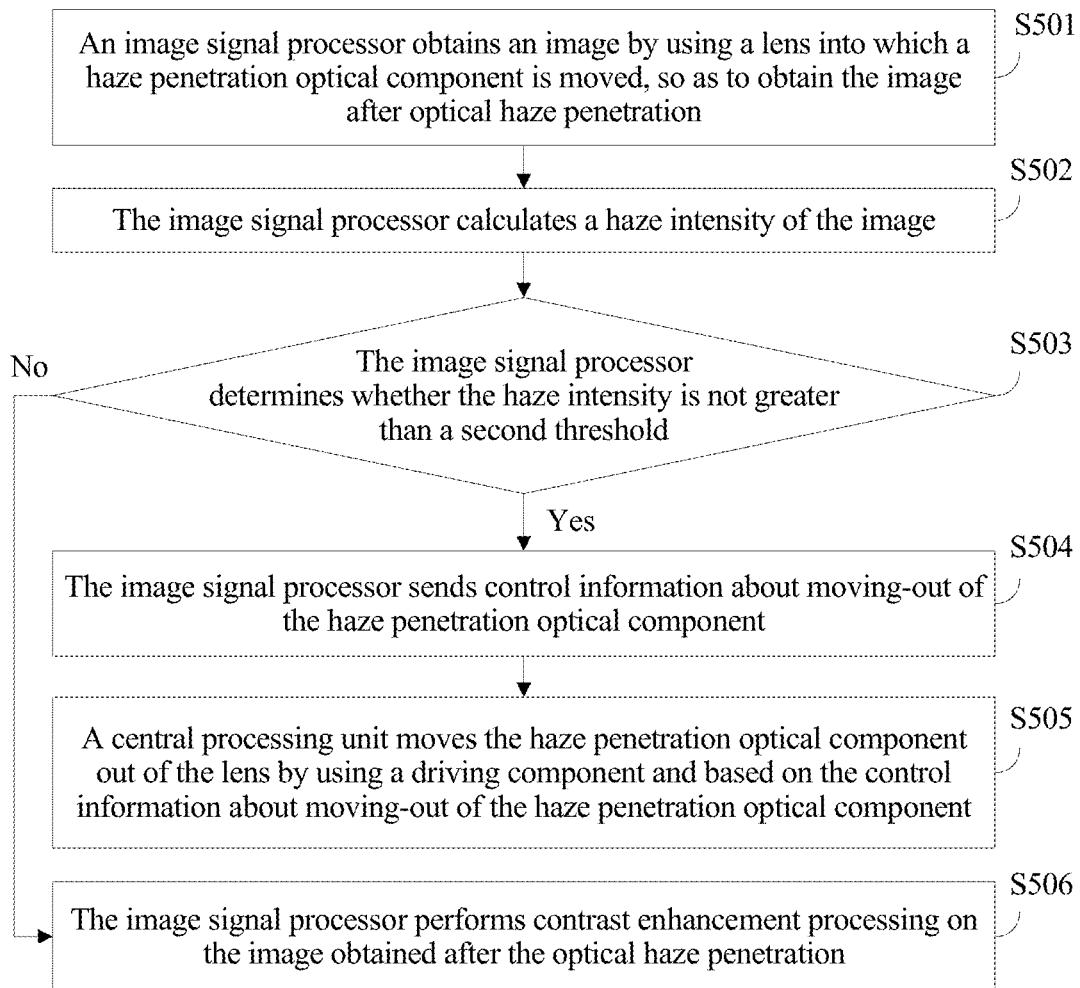 S501
An image signal processor obtains an image by using a lens into which a
haze penetration optical component is moved, so as to obtain the image
after optical haze penetration
S502
The image signal processor calculates a haze intensity of the image
S503
No
The image signal processor
determines whether the haze intensity is not greater
than a second threshold
Yes
S504
The image signal processor sends control information about moving-out of
the haze penetration optical component
S505
A central processing unit moves the haze penetration optical component
out of the lens by using a driving component and based on the control
information about moving-out of the haze penetration optical component
S506
The image signal processor performs contrast enhancement processing on
the image obtained after the optical haze penetration